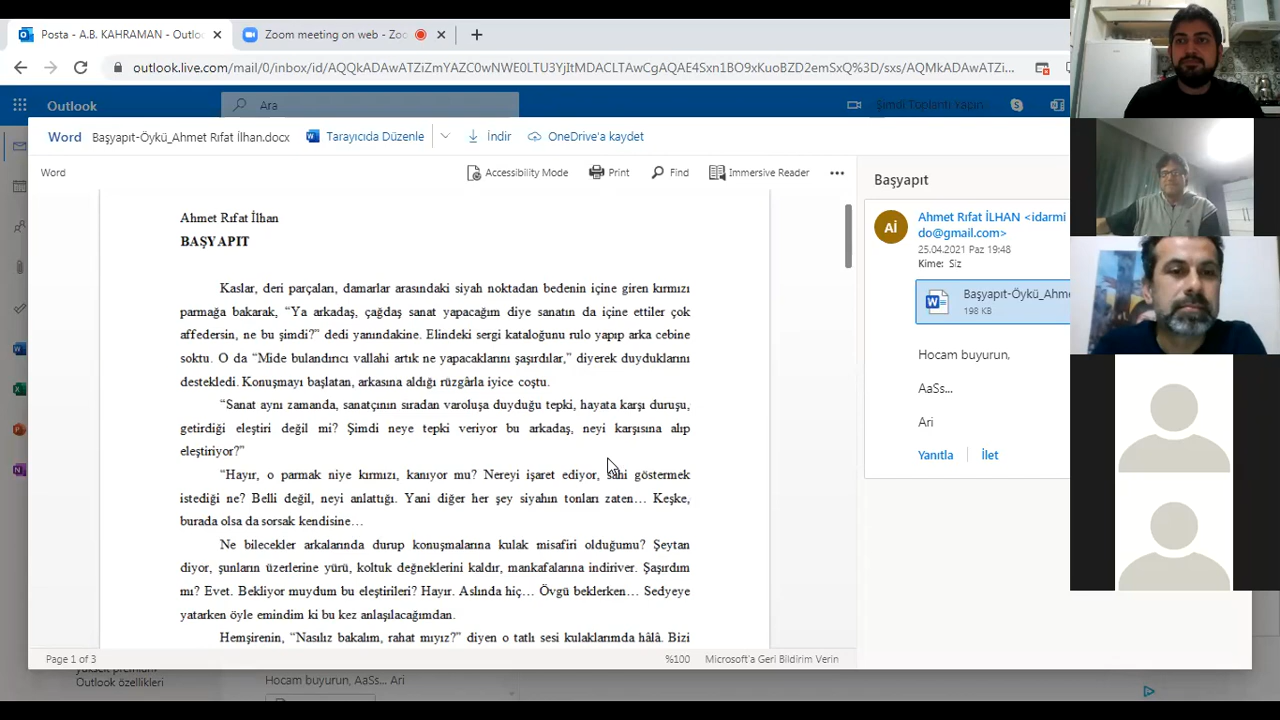 Posta - A.B. KAHRAMAN - Outlo
Zoom meeting on web - Zoo
outlook.live.com/mail/0/inbox/id/AQQkADAwATZiZmYAZC0wNWE0LTU3YjItMDACLTAwCgAQAE4Sxn1BO9xKuoBZD2emSxQ%3D/sxs/AQMkADAwATZi...
Outlook
Ara
Şimdi Toplantı Yapın
Word
Başyapıt-Öykü_Ahmet Rıfat İlhan.docx
Tarayıcıda Düzenle
İndir
OneDrive'a kaydet
Word
Accessibility Mode
Print
Find
Immersive Reader
Ahmet Rıfat İlhan
BAŞYAPIT
Kaslar, deri parçaları, damarlar arasındaki siyah noktadan bedenin içine giren kırmızı
parmağa bakarak, “Ya arkadaş, çağdaş sanat yapacağım diye sanatın da içine ettiler çok
affedersin, ne bu şimdi?” dedi yanındakine. Elindeki sergi kataloğunu rulo yapıp arka cebine
soktu. O da “Mide bulandırıcı vallahi artık ne yapacaklarını şaşırdılar,” diyerek duyduklarını
destekledi. Konuşmayı başlatan, arkasına aldığı rüzgârla iyice coştu.
“Sanat aynı zamanda, sanatçının sıradan varoluşa duyduğu tepki, hayata karşı duruşu,
getirdiği eleştiri değil mi? Şimdi neye tepki veriyor bu arkadaş, neyi karşısına alıp
eleştiriyor?”
“Hayır, o parmak niye kırmızı, kanıyor mu? Nereyi işaret ediyor, sahi göstermek
istediği ne? Belli değil, neyi anlattığı. Yani diğer her şey siyahın tonları zaten… Keşke,
burada olsa da sorsak kendisine…
Ne bilecekler arkalarında durup konuşmalarına kulak misafiri olduğumu? Şeytan
diyor, şunların üzerlerine yürü, koltuk değneklerini kaldır, mankafalarına indiriver. Şaşırdım
mı? Evet. Bekliyor muydum bu eleştirileri? Hayır. Aslında hiç… Övgü beklerken… Sedyeye
yatarken öyle emindim ki bu kez anlaşılacağımdan.
Hemşirenin, “Nasılız bakalım, rahat mıyız?” diyen o tatlı sesi kulaklarımda hâlâ. Bizi
Page 1 of 3
%100
Microsoft'a Geri Bildirim Verin
Başyapıt
Aİ
Ahmet Rıfat İLHAN <idarmi
do@gmail.com>
25.04.2021 Paz 19:48
Kime: Siz
Başyapıt-Öykü_Ahme
198 KB
Hocam buyurun,
AaSs...
Ari
Yanıtla
İlet
Outlook özellikleri
Hocam buyurun, AaSs... Ari